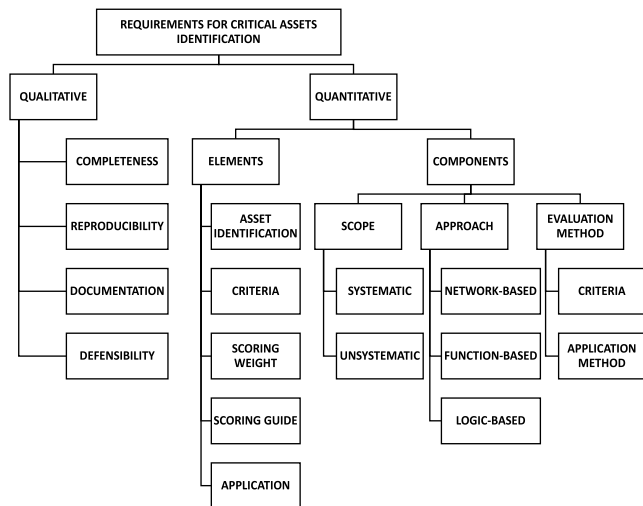 REQUIREMENTS FOR CRITICAL ASSETS
IDENTIFICATION
QUALITATIVE
QUANTITATIVE
COMPLETENESS
ELEMENTS
COMPONENTS
REPRODUCIBILITY
ASSET
IDENTIFICATION
SCOPE
APPROACH
EVALUATION
METHOD
DOCUMENTATION
CRITERIA
SYSTEMATIC
NETWORK-BASED
CRITERIA
DEFENSIBILITY
SCORING
WEIGHT
UNSYSTEMATIC
FUNCTION-BASED
APPLICATION
METHOD
SCORING GUIDE
LOGIC-BASED
APPLICATION